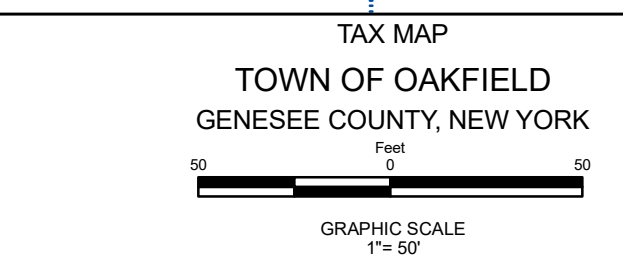 TAX MAP
TOWN OF OAKFIELD
GENESEE COUNTY, NEW YORK
Feet
50 0 50
GRAPHIC SCALE
1"= 50'